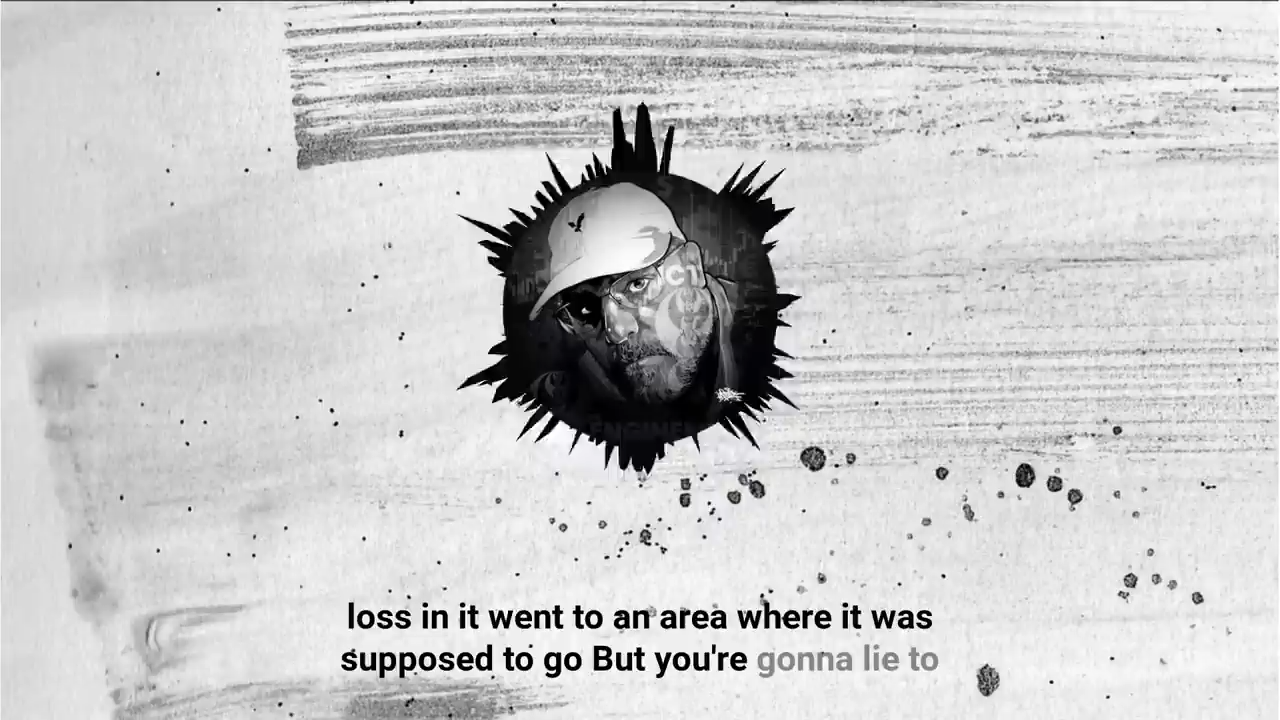 ICT
loss in it went to an area where it was
supposed to go But you're gonna lie to